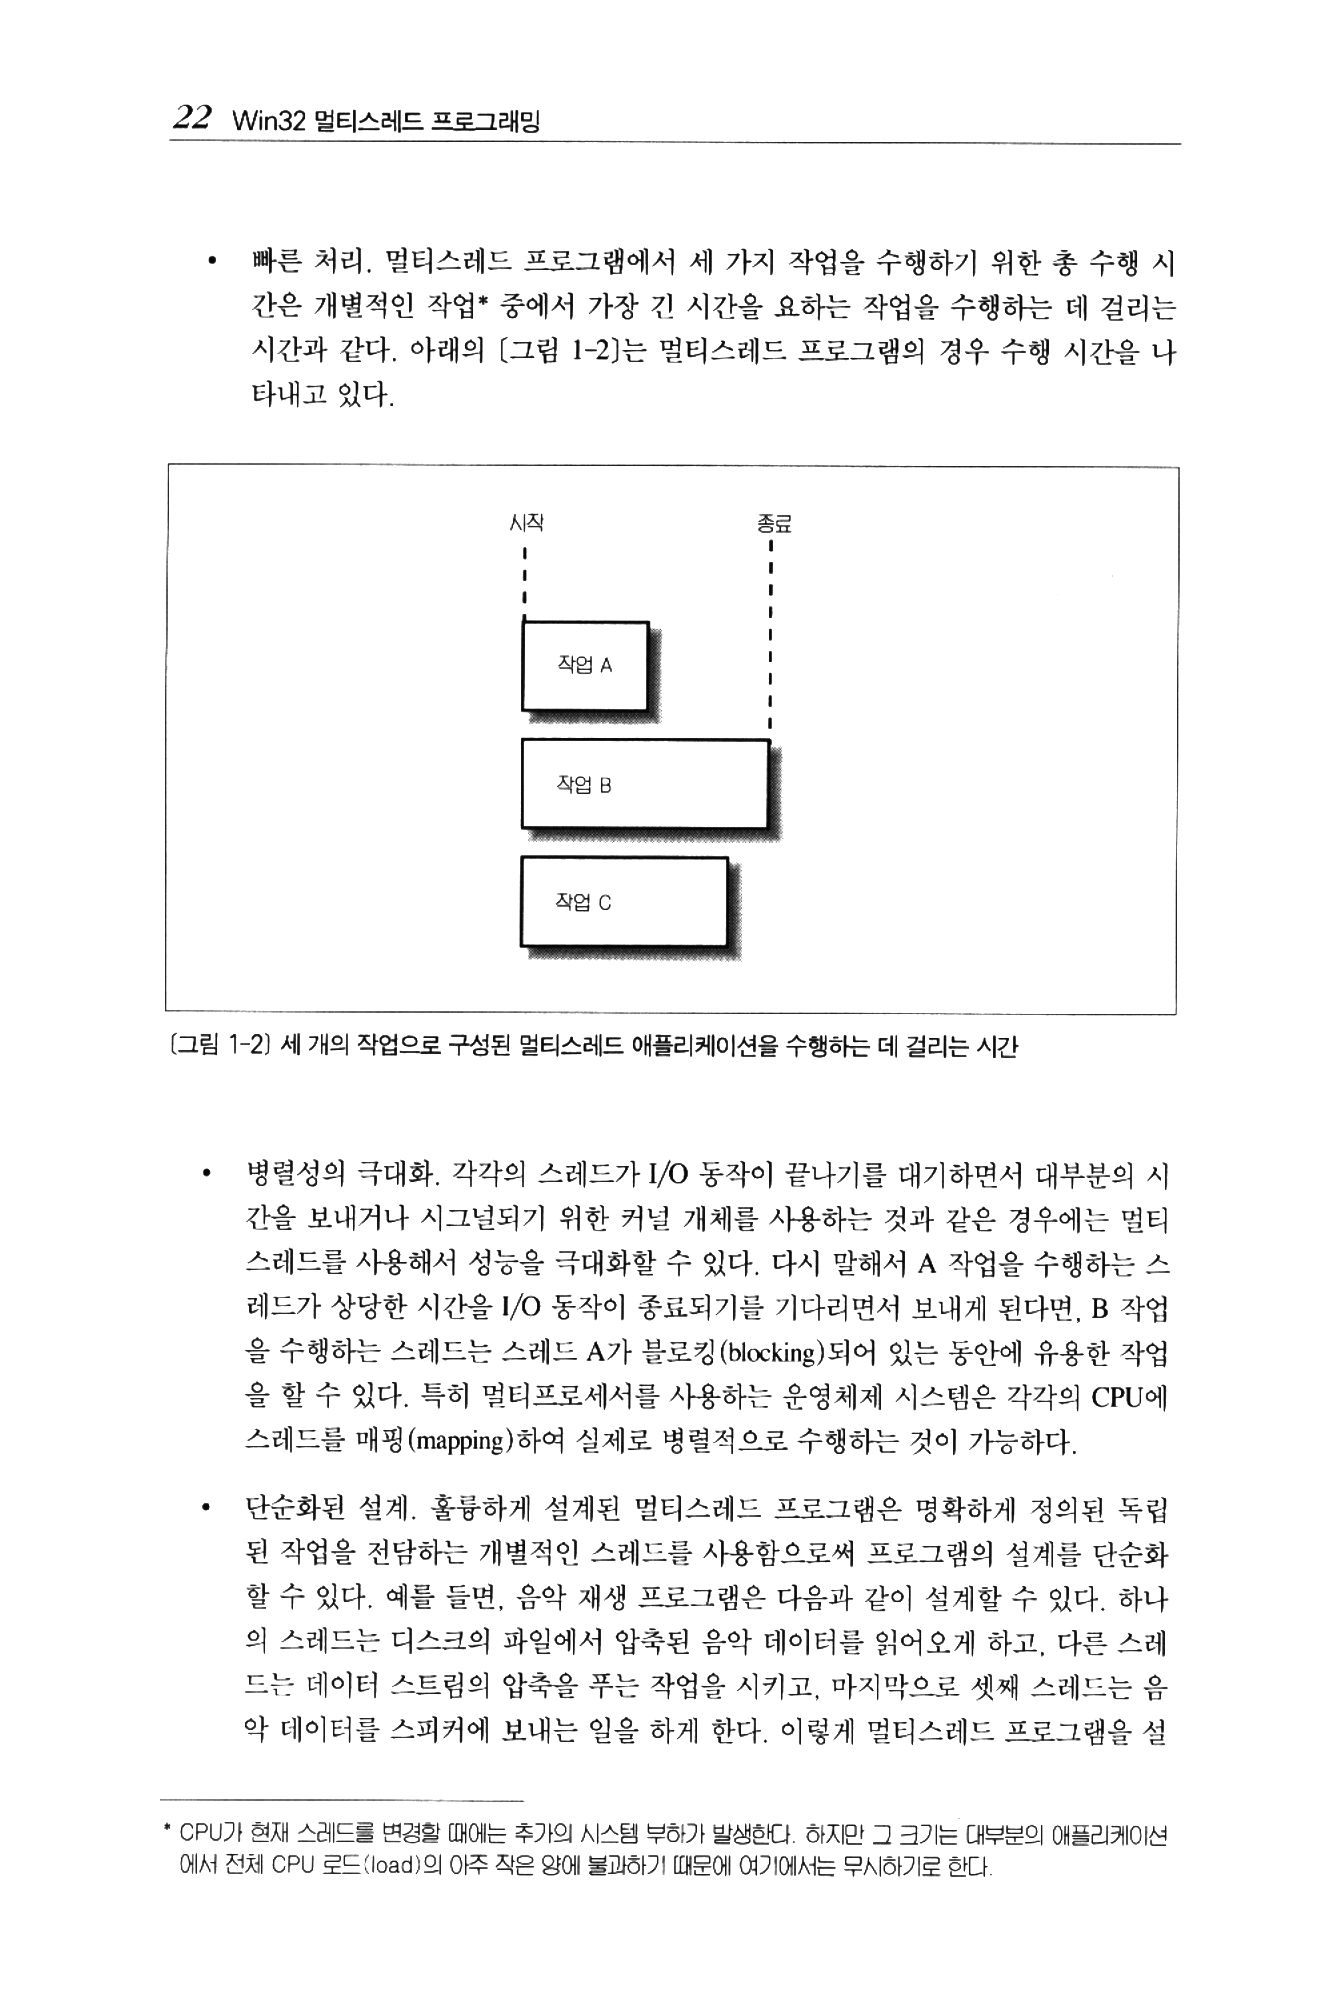 22 Win32 멀티스레드 프로그래밍
• 빠른 처리. 멀티스레드 프로그램에서 세 가지 작업을 수행하기 위한 총 수행 시
간은 개별적인 작업* 중에서 가장 긴 시간을 요하는 작업을 수행하는 데 걸리는
시간과 같다. 아래의 [그림 1-2]는 멀티스레드 프로그램의 경우 수행 시간을 나
타내고 있다.
시작 종료
작업 A
작업 B
작업 C
[그림 1-2] 세 개의 작업으로 구성된 멀티스레드 애플리케이션을 수행하는 데 걸리는 시간
• 병렬성의 극대화. 각각의 스레드가 I/O 동작이 끝나기를 대기하면서 대부분의 시
간을 보내거나 시그널되기 위한 커널 개체를 사용하는 것과 같은 경우에는 멀티
스레드를 사용해서 성능을 극대화할 수 있다. 다시 말해서 A 작업을 수행하는 스
레드가 상당한 시간을 I/O 동작이 종료되기를 기다리면서 보내게 된다면, B 작업
을 수행하는 스레드는 스레드 A가 블로킹(blocking)되어 있는 동안에 유용한 작업
을 할 수 있다. 특히 멀티프로세서를 사용하는 운영체제 시스템은 각각의 CPU에
스레드를 매핑(mapping)하여 실제로 병렬적으로 수행하는 것이 가능하다.
• 단순화된 설계. 훌륭하게 설계된 멀티스레드 프로그램은 명확하게 정의된 독립
된 작업을 전담하는 개별적인 스레드를 사용함으로써 프로그램의 설계를 단순화
할 수 있다. 예를 들면, 음악 재생 프로그램은 다음과 같이 설계할 수 있다. 하나
의 스레드는 디스크의 파일에서 압축된 음악 데이터를 읽어오게 하고, 다른 스레
드는 데이터 스트림의 압축을 푸는 작업을 시키고, 마지막으로 셋째 스레드는 음
악 데이터를 스피커에 보내는 일을 하게 한다. 이렇게 멀티스레드 프로그램을 설
* CPU가 현재 스레드를 변경할 때에는 추가의 시스템 부하가 발생한다. 하지만 그 크기는 대부분의 애플리케이션
에서 전체 CPU 로드(load)의 아주 작은 양에 불과하기 때문에 여기에서는 무시하기로 한다.